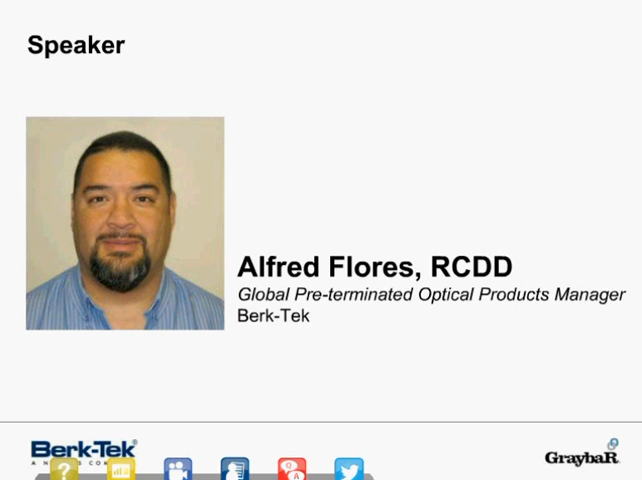 Speaker
Alfred Flores, RCDD
Global Pre-terminated Optical Products Manager
Berk-Tek
Berk-Tek®
GraybaR
?
Q
A